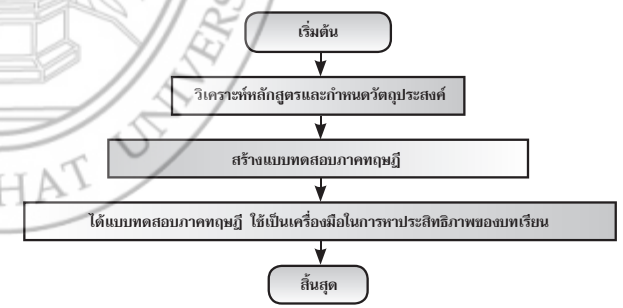 เริ่มต้น
วิเคราะห์หลักสูตรและกำหนดวัตถุประสงค์
สร้างแบบทดสอบภาคทฤษฎี
ได้แบบทดสอบภาคทฤษฎี ใช้เป็นเครื่องมือในการหาประสิทธิภาพของบทเรียน
สิ้นสุด